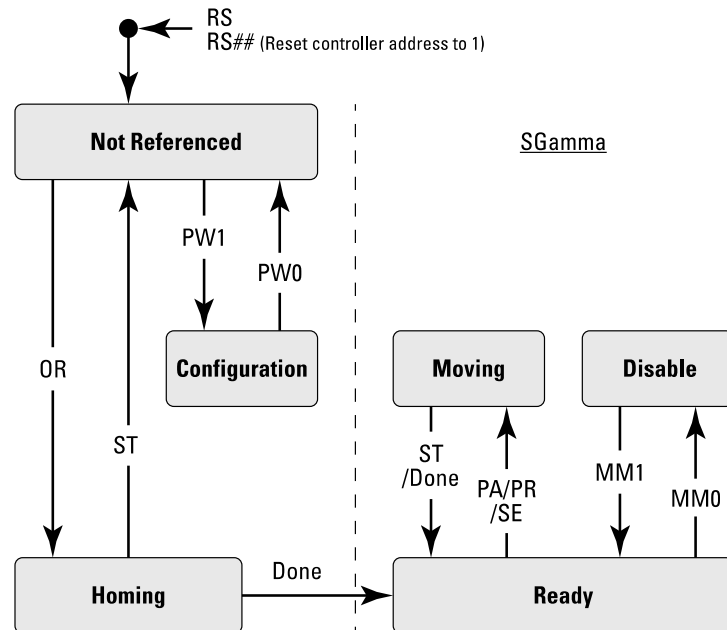 RS
RS## (Reset controller address to 1)
Not Referenced
SGamma
PW1
PW0
Configuration
Moving
Disable
OR
ST
ST
/Done
PA/PR
/SE
MM1
MM0
Done
Homing
Ready